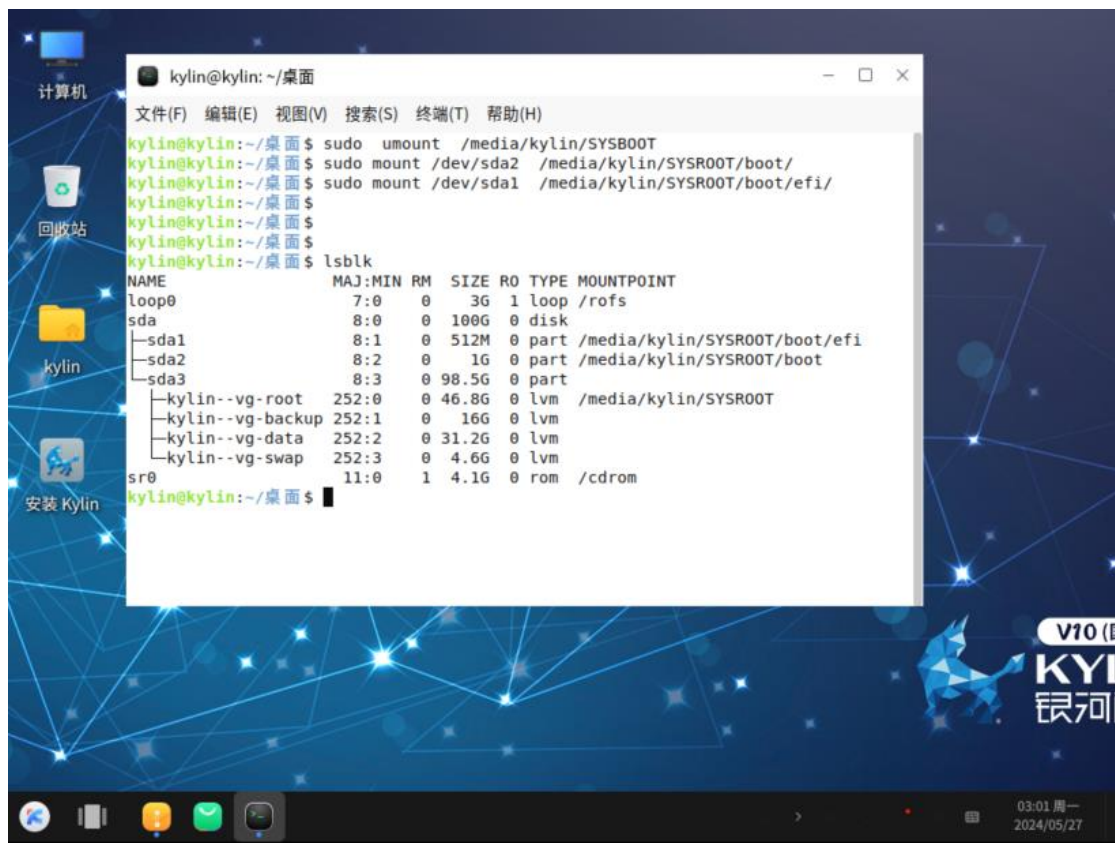 计算机
回收站
kylin
安装 Kylin
kylin@kylin: ~/桌面
文件(F) 编辑(E) 视图(V) 搜索(S) 终端(T) 帮助(H)
kylin@kylin:~/桌面$ sudo  umount  /media/kylin/SYSBOOT
kylin@kylin:~/桌面$ sudo mount /dev/sda2  /media/kylin/SYSROOT/boot/
kylin@kylin:~/桌面$ sudo mount /dev/sda1  /media/kylin/SYSROOT/boot/efi/
kylin@kylin:~/桌面$
kylin@kylin:~/桌面$
kylin@kylin:~/桌面$
kylin@kylin:~/桌面$ lsblk
NAME                 MAJ:MIN RM  SIZE RO TYPE MOUNTPOINT
loop0                  7:0    0    3G  1 loop /rofs
sda                    8:0    0  100G  0 disk
├─sda1                 8:1    0  512M  0 part /media/kylin/SYSROOT/boot/efi
├─sda2                 8:2    0    1G  0 part /media/kylin/SYSROOT/boot
└─sda3                 8:3    0 98.5G  0 part
  ├─kylin--vg-root   252:0    0 46.8G  0 lvm  /media/kylin/SYSROOT
  ├─kylin--vg-backup 252:1    0   16G  0 lvm
  ├─kylin--vg-data   252:2    0 31.2G  0 lvm
  └─kylin--vg-swap   252:3    0  4.6G  0 lvm
sr0                   11:0    1  4.1G  0 rom  /cdrom
kylin@kylin:~/桌面$
V10
银河
03:01 周一
2024/05/27